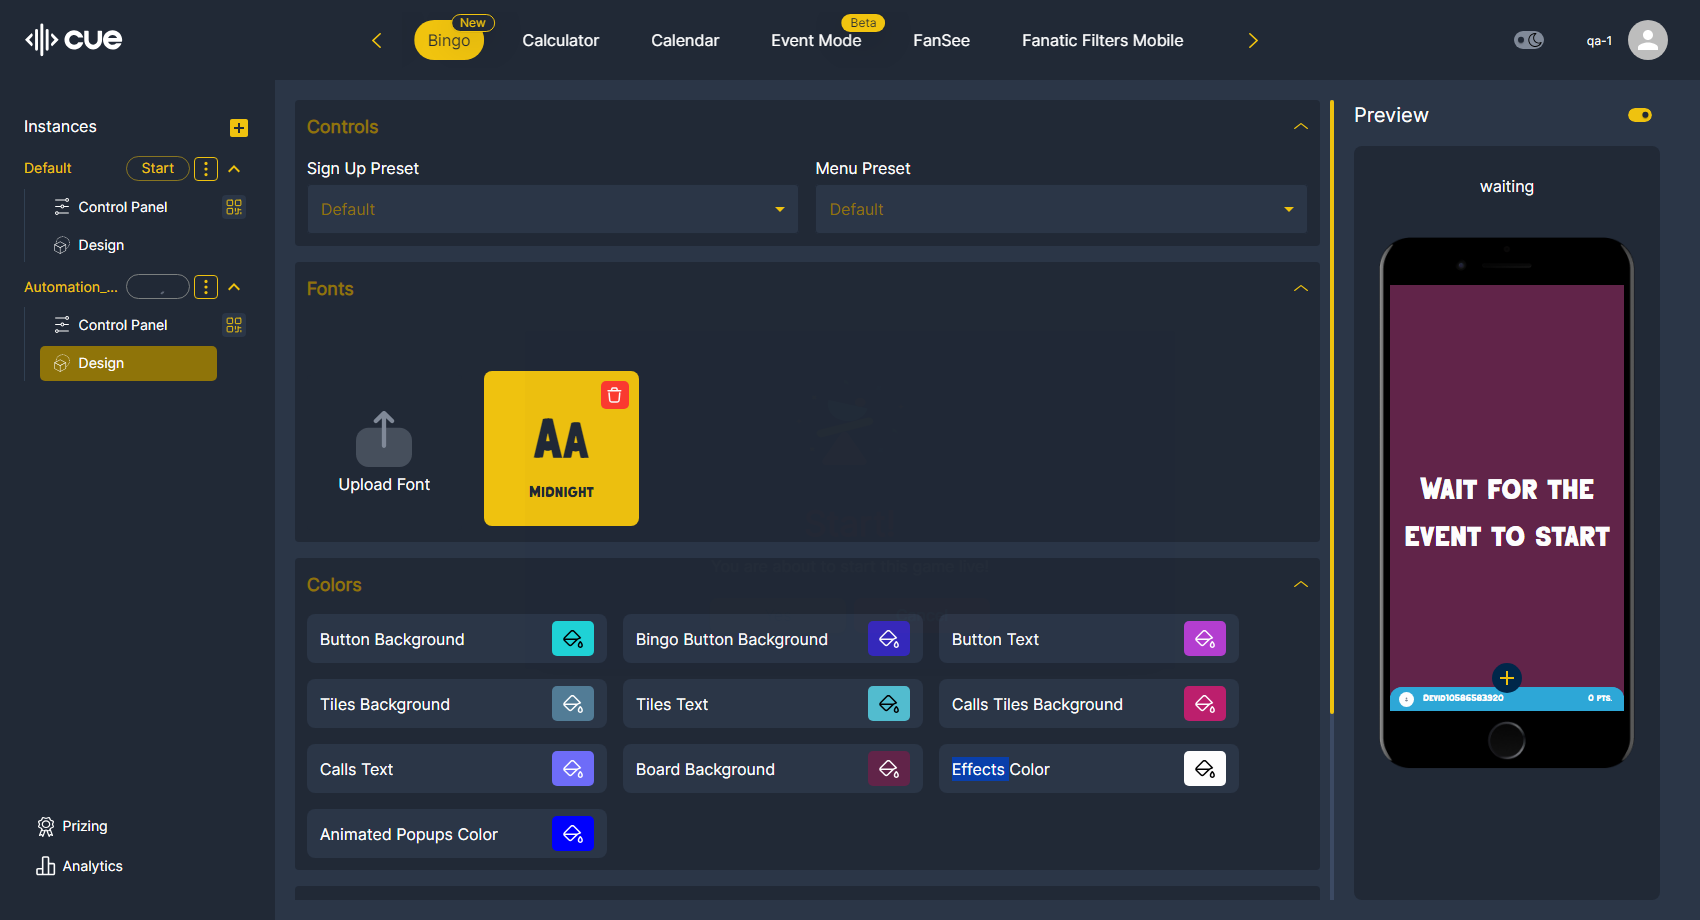 cue
Bingo
New
Calculator
Calendar
Event Mode
Beta
FanSee
Fanatic Filters Mobile
qa-1
Instances
Default
Start
Control Panel
Design
Automation_...
Control Panel
Design
Prizing
Analytics
Controls
Sign Up Preset
Default
Menu Preset
Default
Fonts
Upload Font
AA
MIDNIGHT
Colors
Button Background
Bingo Button Background
Button Text
Tiles Background
Tiles Text
Calls Tiles Background
Calls Text
Board Background
Effects Color
Animated Popups Color
Preview
waiting
WAIT FOR THE
EVENT TO START
DEVID10586583920
0 PTS.